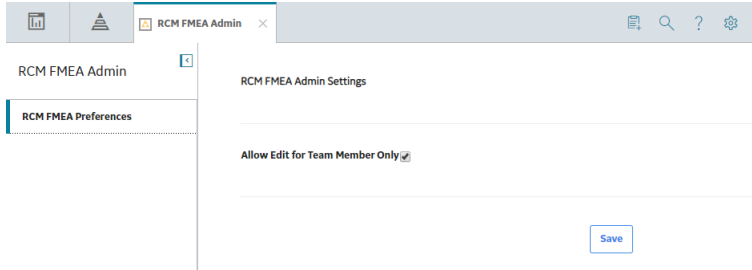 RCM FMEA Admin
RCM FMEA Admin
RCM FMEA Admin Settings
RCM FMEA Preferences
Allow Edit for Team Member Only
Save